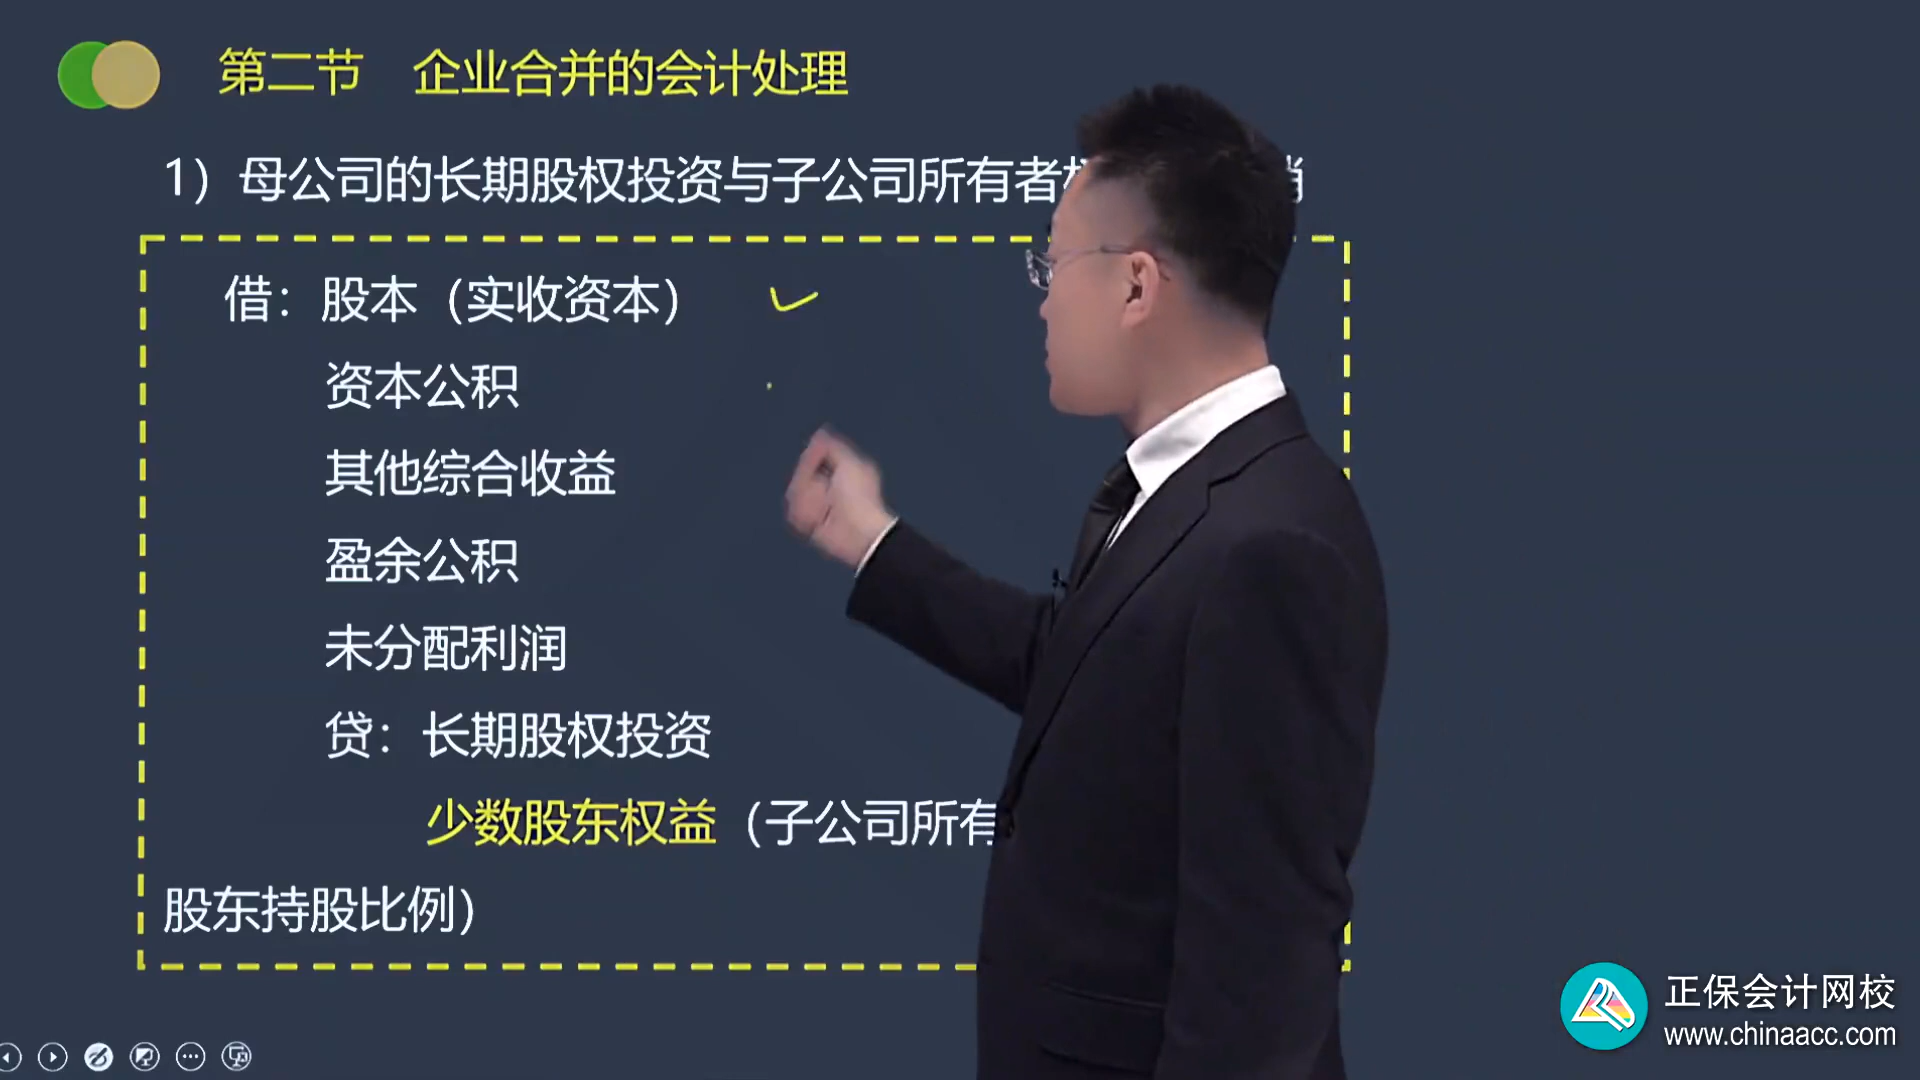 第二节　企业合并的会计处理
1）母公司的长期股权投资与子公司所有者
借：股本（实收资本）
资本公积
其他综合收益
盈余公积
未分配利润
贷：长期股权投资
少数股东权益（子公司所有
股东持股比例）
正保会计网校
www.chinaacc.com